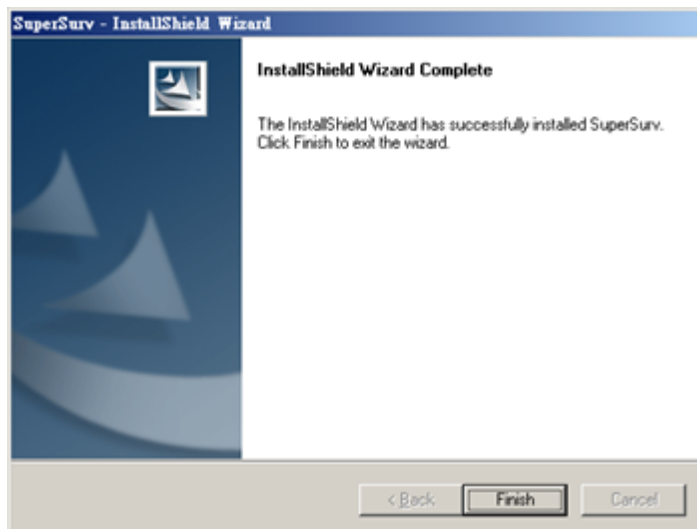 SuperSurv - InstallShield Wizard
InstallShield Wizard Complete
The InstallShield Wizard has successfully installed SuperSurv.
Click Finish to exit the wizard.
< Back
Finish
Cancel